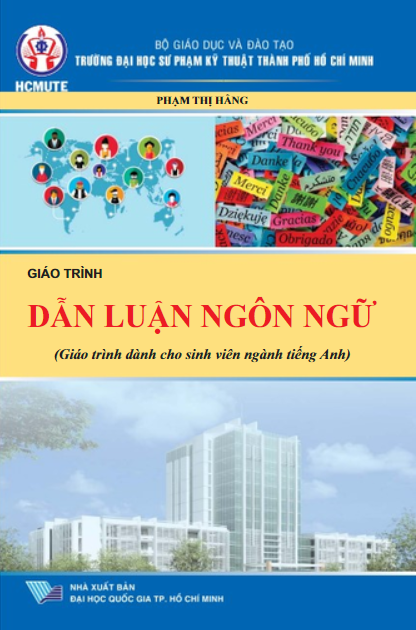 BỘ GIÁO DỤC VÀ ĐÀO TẠO
TRƯỜNG ĐẠI HỌC SƯ PHẠM KỸ THUẬT THÀNH PHỐ HỒ CHÍ MINH
HCMUTE
PHẠM THỊ HẰNG
Merci
Thank you
Gracias
Danke
Merci
Danke
Dziękuję
Gracias
Obrigado
GIÁO TRÌNH
DẪN LUẬN NGÔN NGỮ
(Giáo trình dành cho sinh viên ngành tiếng Anh)
NHÀ XUẤT BẢN
ĐẠI HỌC QUỐC GIA TP. HỒ CHÍ MINH